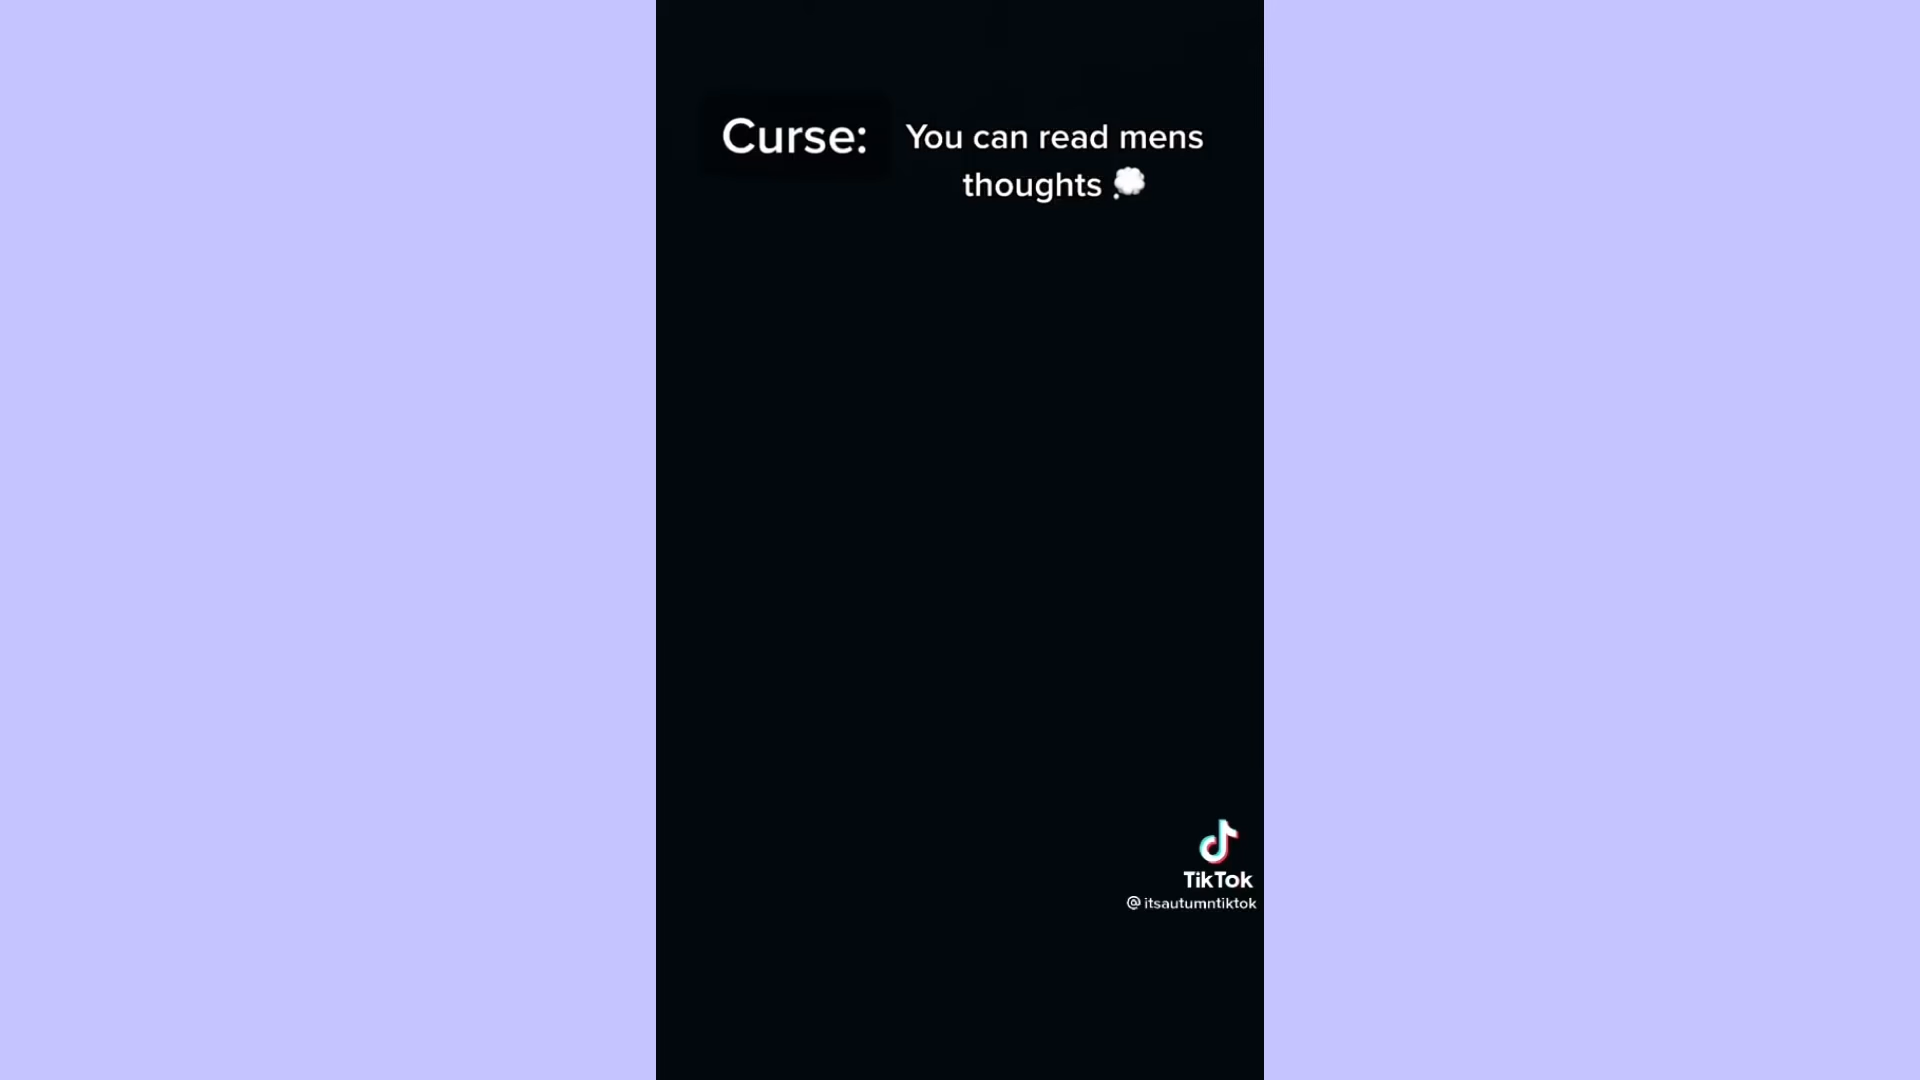 Curse:
You can read mens
thoughts 💭
TikTok
@itsautumntiktok